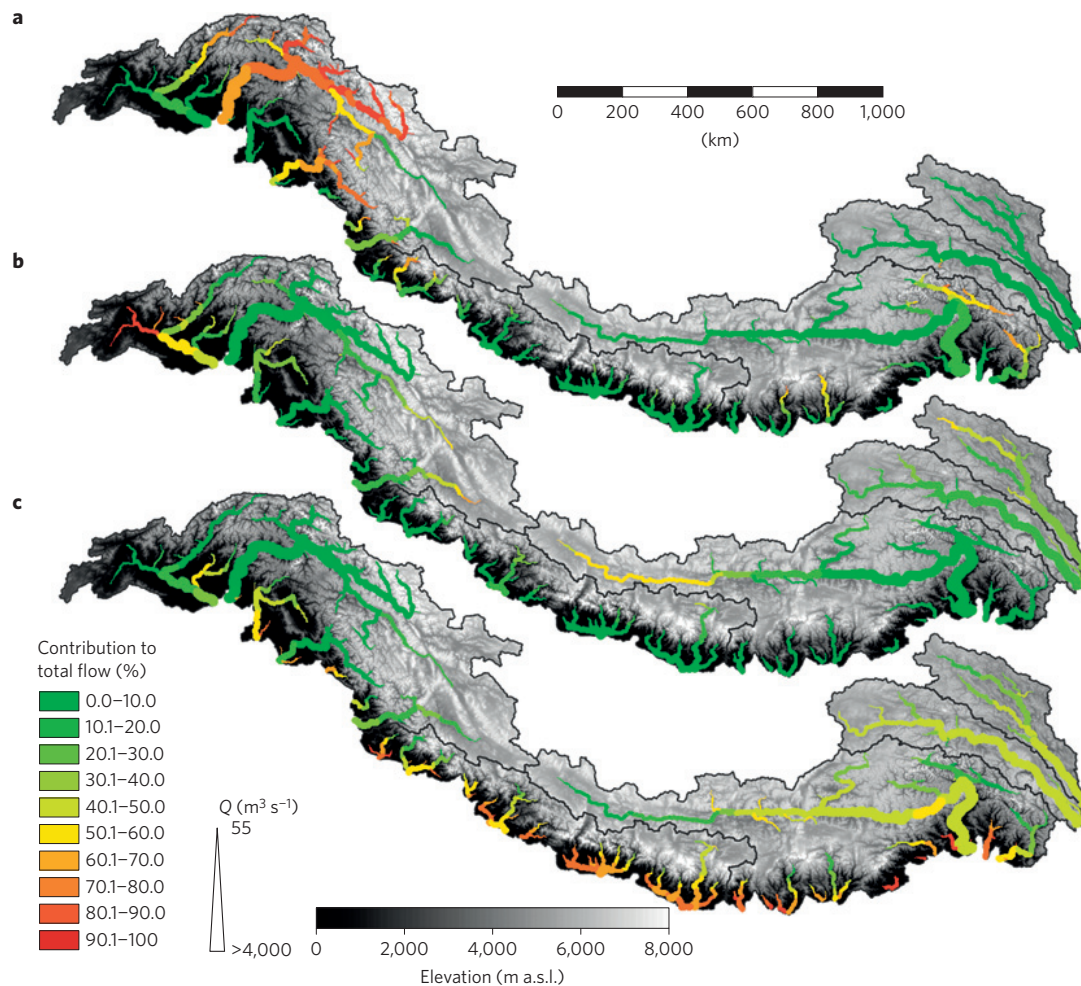 a
0 200 400 600 800 1,000
(km)
b
c
Contribution to
total flow (%)
0.0–10.0
10.1–20.0
20.1–30.0
30.1–40.0
40.1–50.0
50.1–60.0
60.1–70.0
70.1–80.0
80.1–90.0
90.1–100
Q (m³ s⁻¹)
55
>4,000
0 2,000 4,000 6,000 8,000
Elevation (m a.s.l.)